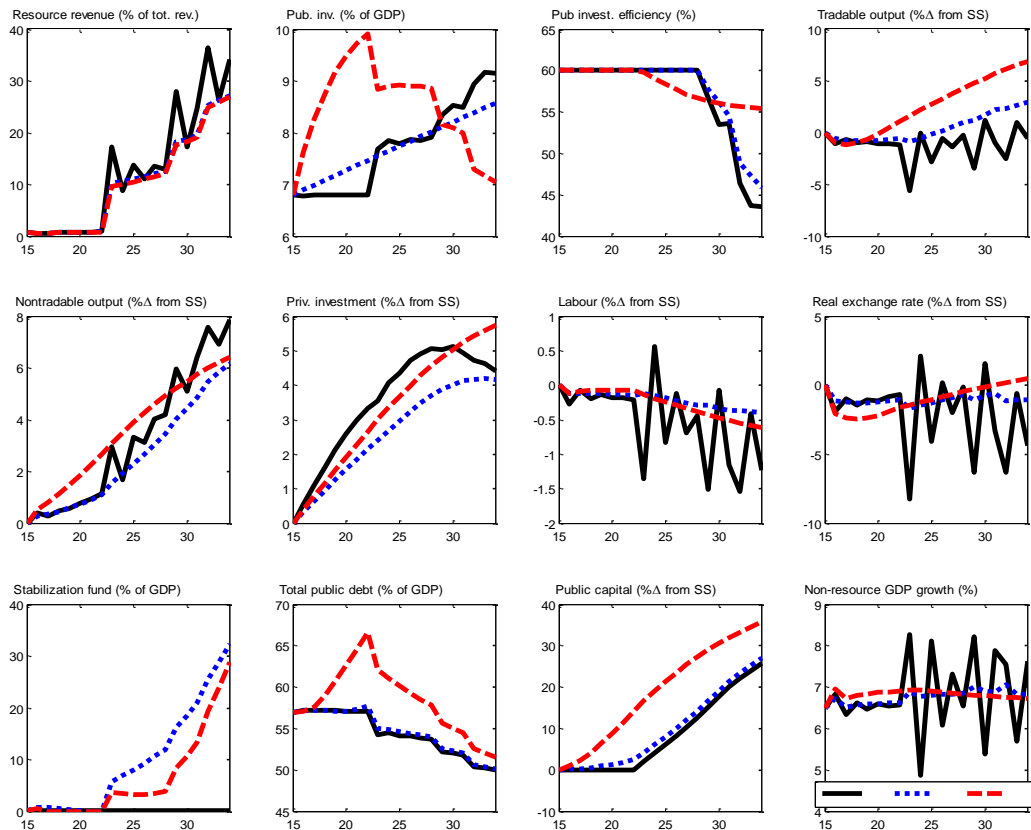 Resource revenue (% of tot. rev.)
Pub. inv. (% of GDP)
Pub invest. efficiency (%)
Tradable output (%Δ from SS)
40
30
20
10
0
15 20 25 30
10
9
8
7
6
15 20 25 30
65
60
55
50
45
40
15 20 25 30
10
5
0
-5
-10
15 20 25 30
Nontradable output (%Δ from SS)
Priv. investment (%Δ from SS)
Labour (%Δ from SS)
Real exchange rate (%Δ from SS)
8
6
4
2
0
15 20 25 30
6
5
4
3
2
1
0
15 20 25 30
1
0.5
0
-0.5
-1
-1.5
-2
15 20 25 30
5
0
-5
-10
15 20 25 30
Stabilization fund (% of GDP)
Total public debt (% of GDP)
Public capital (%Δ from SS)
Non-resource GDP growth (%)
40
30
20
10
0
15 20 25 30
70
65
60
55
50
45
15 20 25 30
40
30
20
10
0
-10
15 20 25 30
9
8
7
6
5
4
15 20 25 30